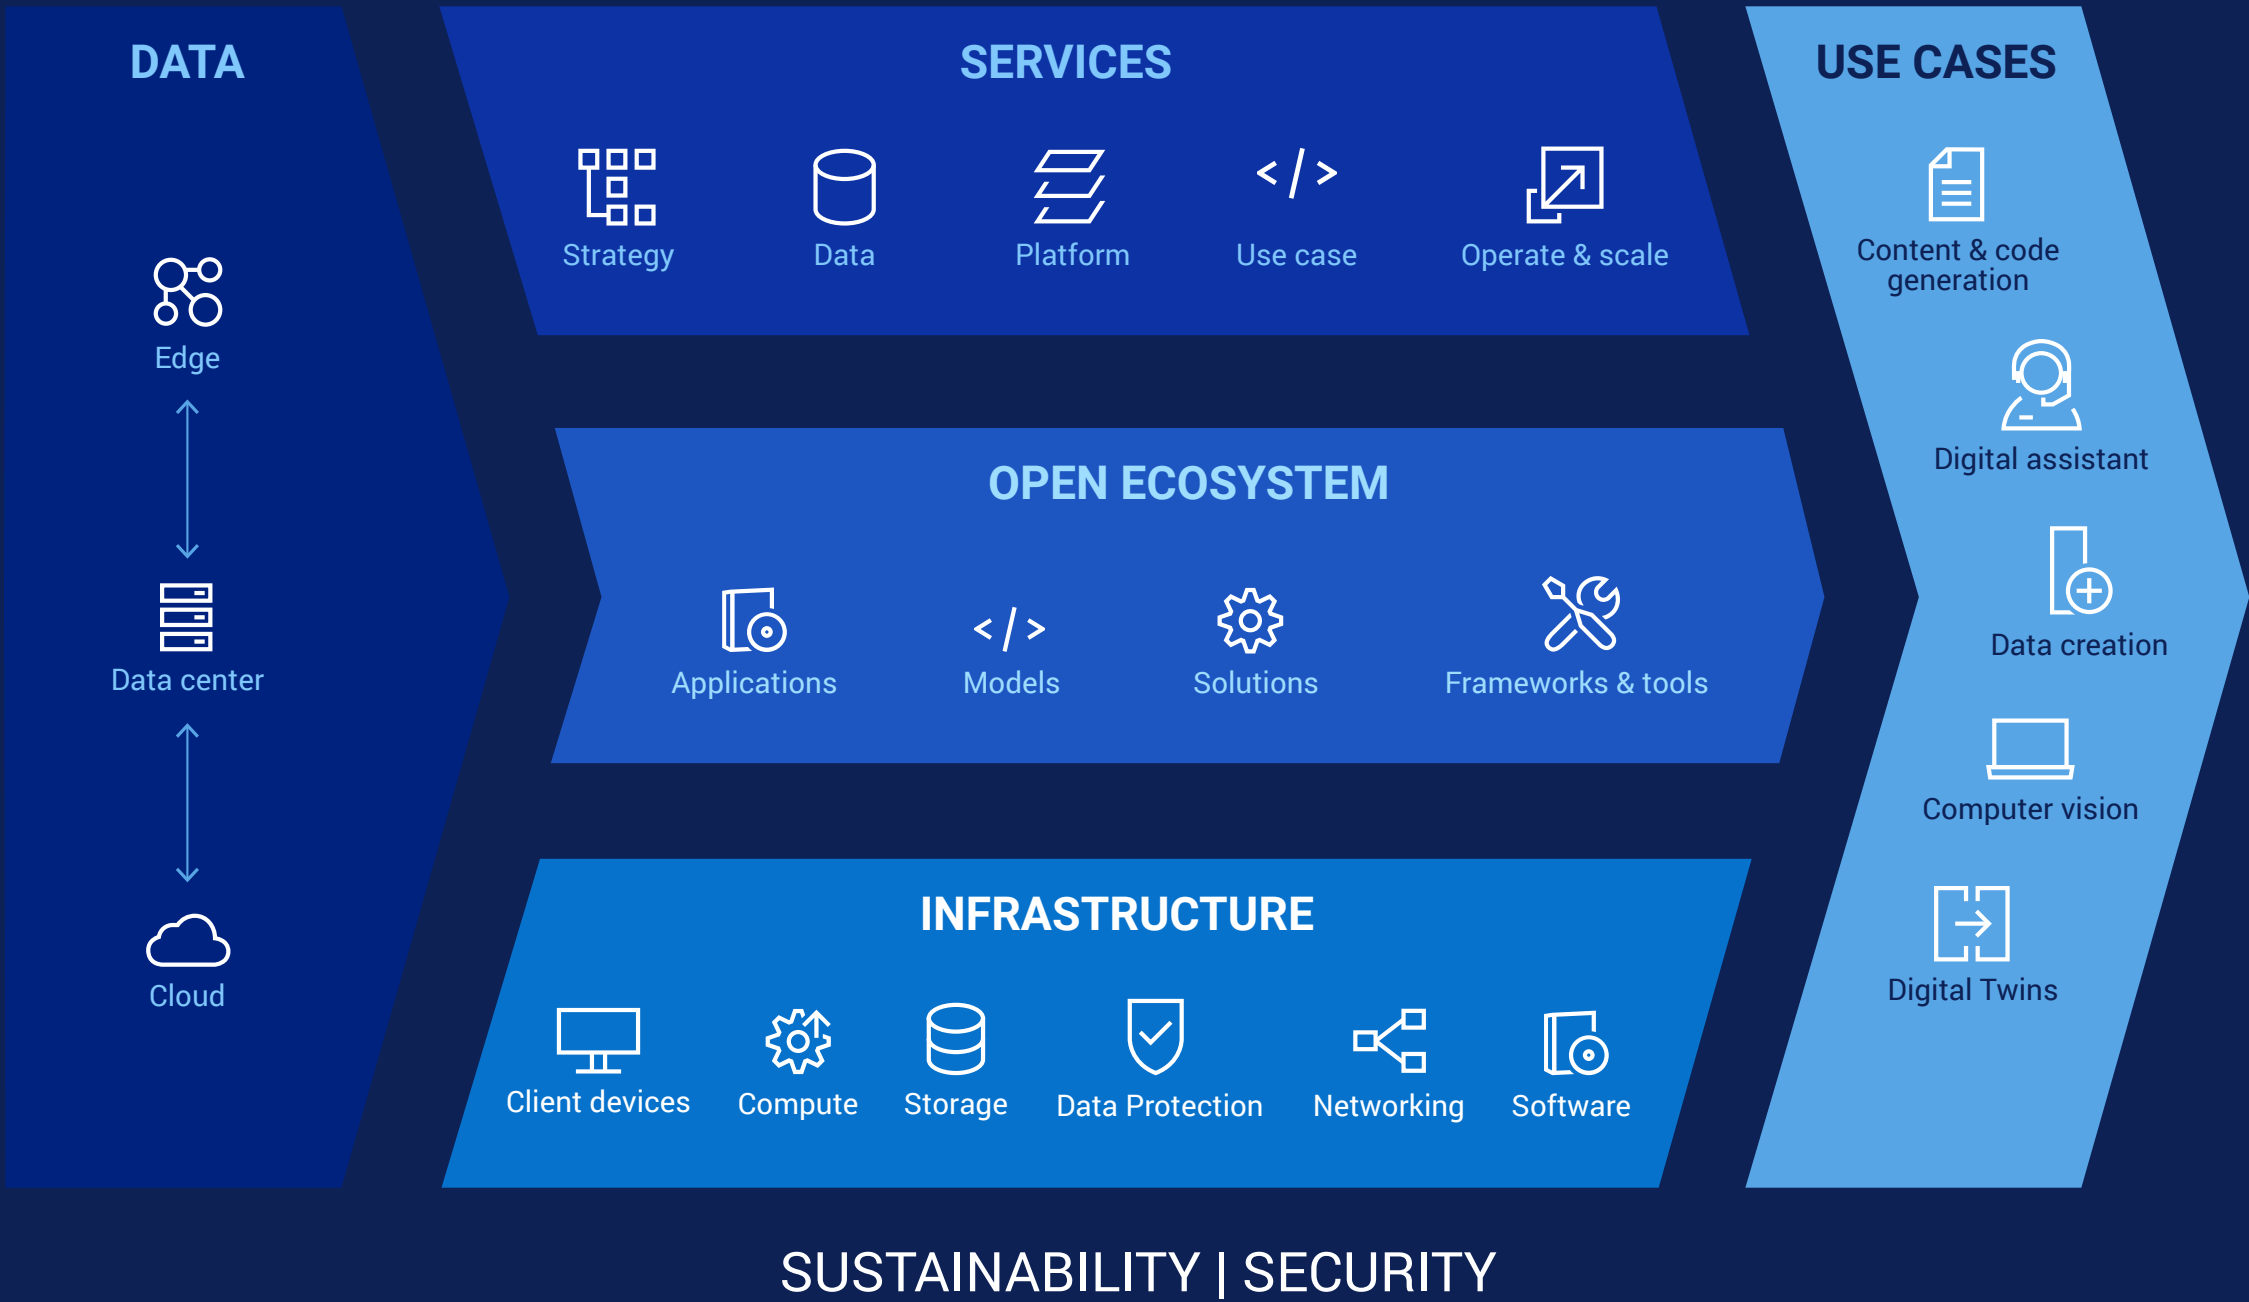 DATA
Edge
Data center
Cloud
SERVICES
Strategy
Data
Platform
Use case
Operate & scale
OPEN ECOSYSTEM
Applications
Models
Solutions
Frameworks & tools
INFRASTRUCTURE
Client devices
Compute
Storage
Data Protection
Networking
Software
USE CASES
Content & code
generation
Digital assistant
Data creation
Computer vision
Digital Twins
SUSTAINABILITY | SECURITY